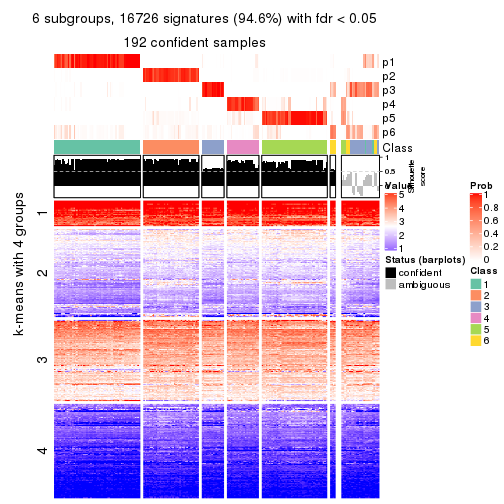 6 subgroups, 16726 signatures (94.6%) with fdr < 0.05
192 confident samples
p1
p2
p3
p4
p5
p6
Class
1
0.5
0
Silhouette
score
k-means with 4 groups
1
2
3
4
Value
5
4
3
2
1
Status (barplots)
confident
ambiguous
Prob
1
0.8
0.6
0.4
0.2
0
Class
1
2
3
4
5
6